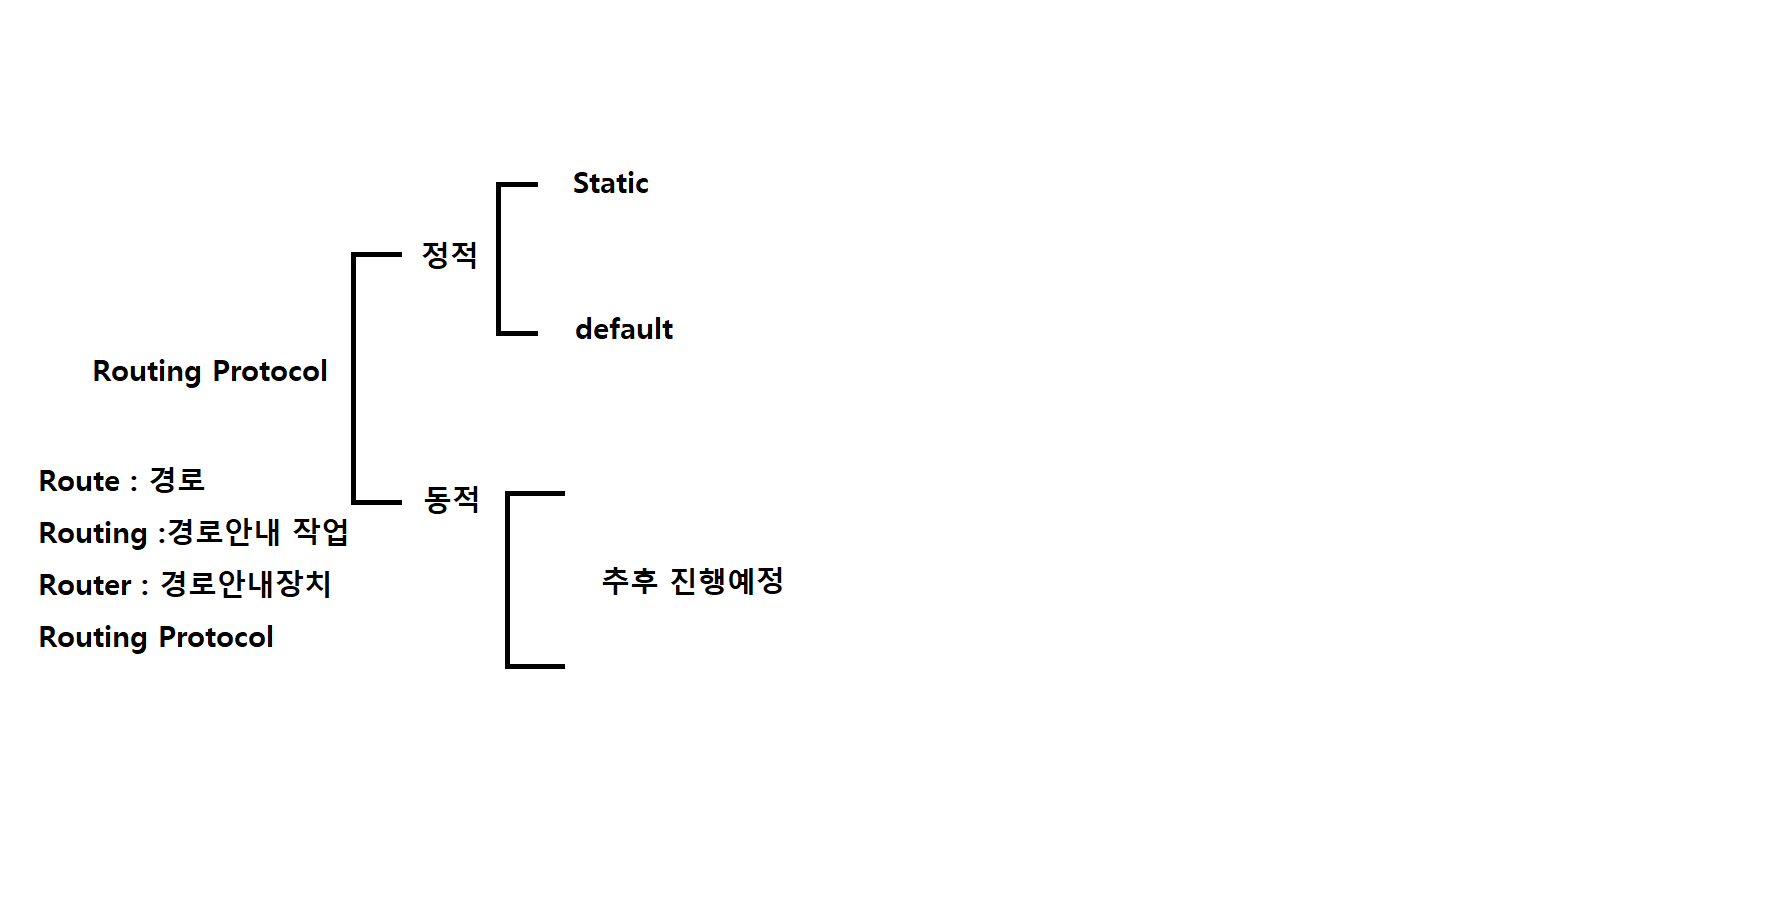 Static
정적
default
Routing Protocol
Route : 경로
동적
Routing :경로안내 작업
Router : 경로안내장치
추후 진행예정
Routing Protocol